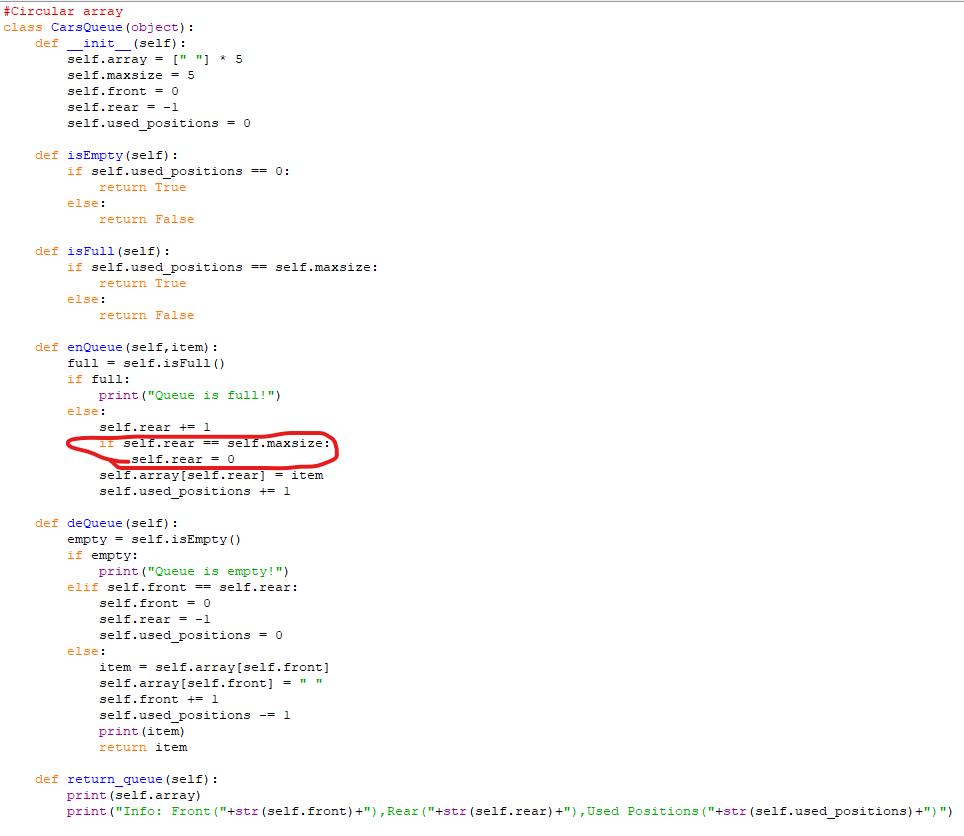 #Circular array
class CarsQueue(object):
    def __init__(self):
        self.array = [" "] * 5
        self.maxsize = 5
        self.front = 0
        self.rear = -1
        self.used_positions = 0

    def isEmpty(self):
        if self.used_positions == 0:
            return True
        else:
            return False

    def isFull(self):
        if self.used_positions == self.maxsize:
            return True
        else:
            return False

    def enQueue(self,item):
        full = self.isFull()
        if full:
            print("Queue is full!")
        else:
            self.rear += 1
            if self.rear == self.maxsize:
                self.rear = 0
            self.array[self.rear] = item
            self.used_positions += 1

    def deQueue(self):
        empty = self.isEmpty()
        if empty:
            print("Queue is empty!")
        elif self.front == self.rear:
            self.front = 0
            self.rear = -1
            self.used_positions = 0
        else:
            item = self.array[self.front]
            self.array[self.front] = " "
            self.front += 1
            self.used_positions -= 1
            print(item)
            return item

    def return_queue(self):
        print(self.array)
        print("Info: Front("+str(self.front)+"),Rear("+str(self.rear)+"),Used Positions("+str(self.used_positions)+")")